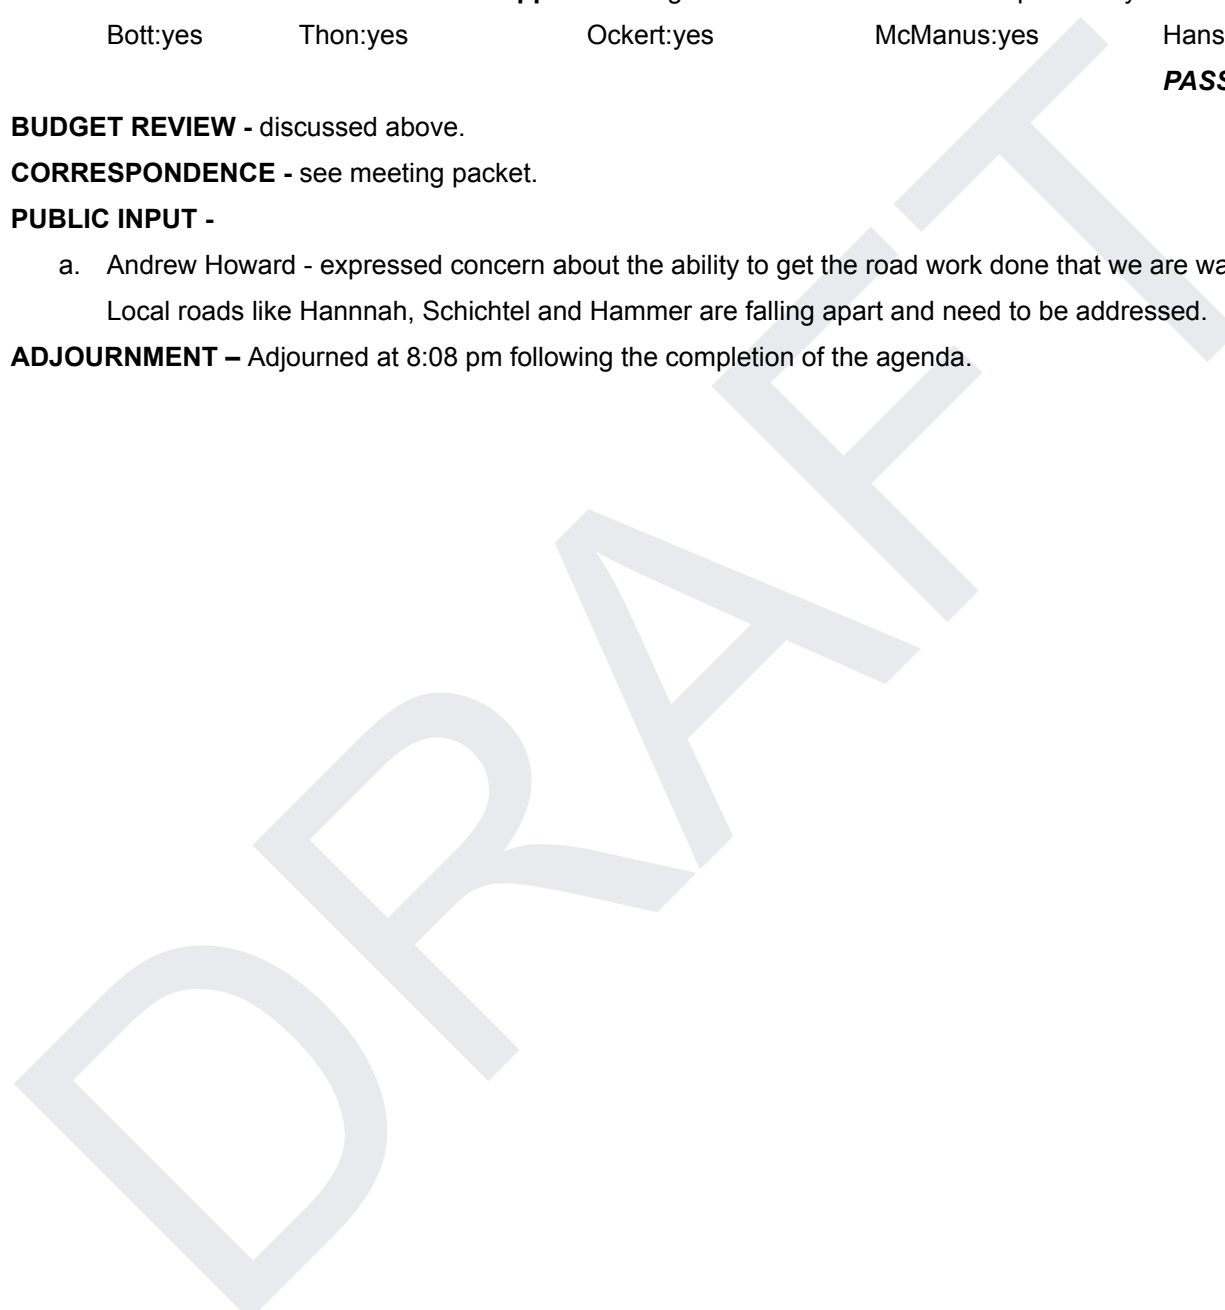 Bott:yes Thon:yes Ockert:yes McManus:yes Hans
PASS
BUDGET REVIEW - discussed above.
CORRESPONDENCE - see meeting packet.
PUBLIC INPUT -
a. Andrew Howard - expressed concern about the ability to get the road work done that we are wa
Local roads like Hannnah, Schichtel and Hammer are falling apart and need to be addressed.
ADJOURNMENT – Adjourned at 8:08 pm following the completion of the agenda.
DRAFT